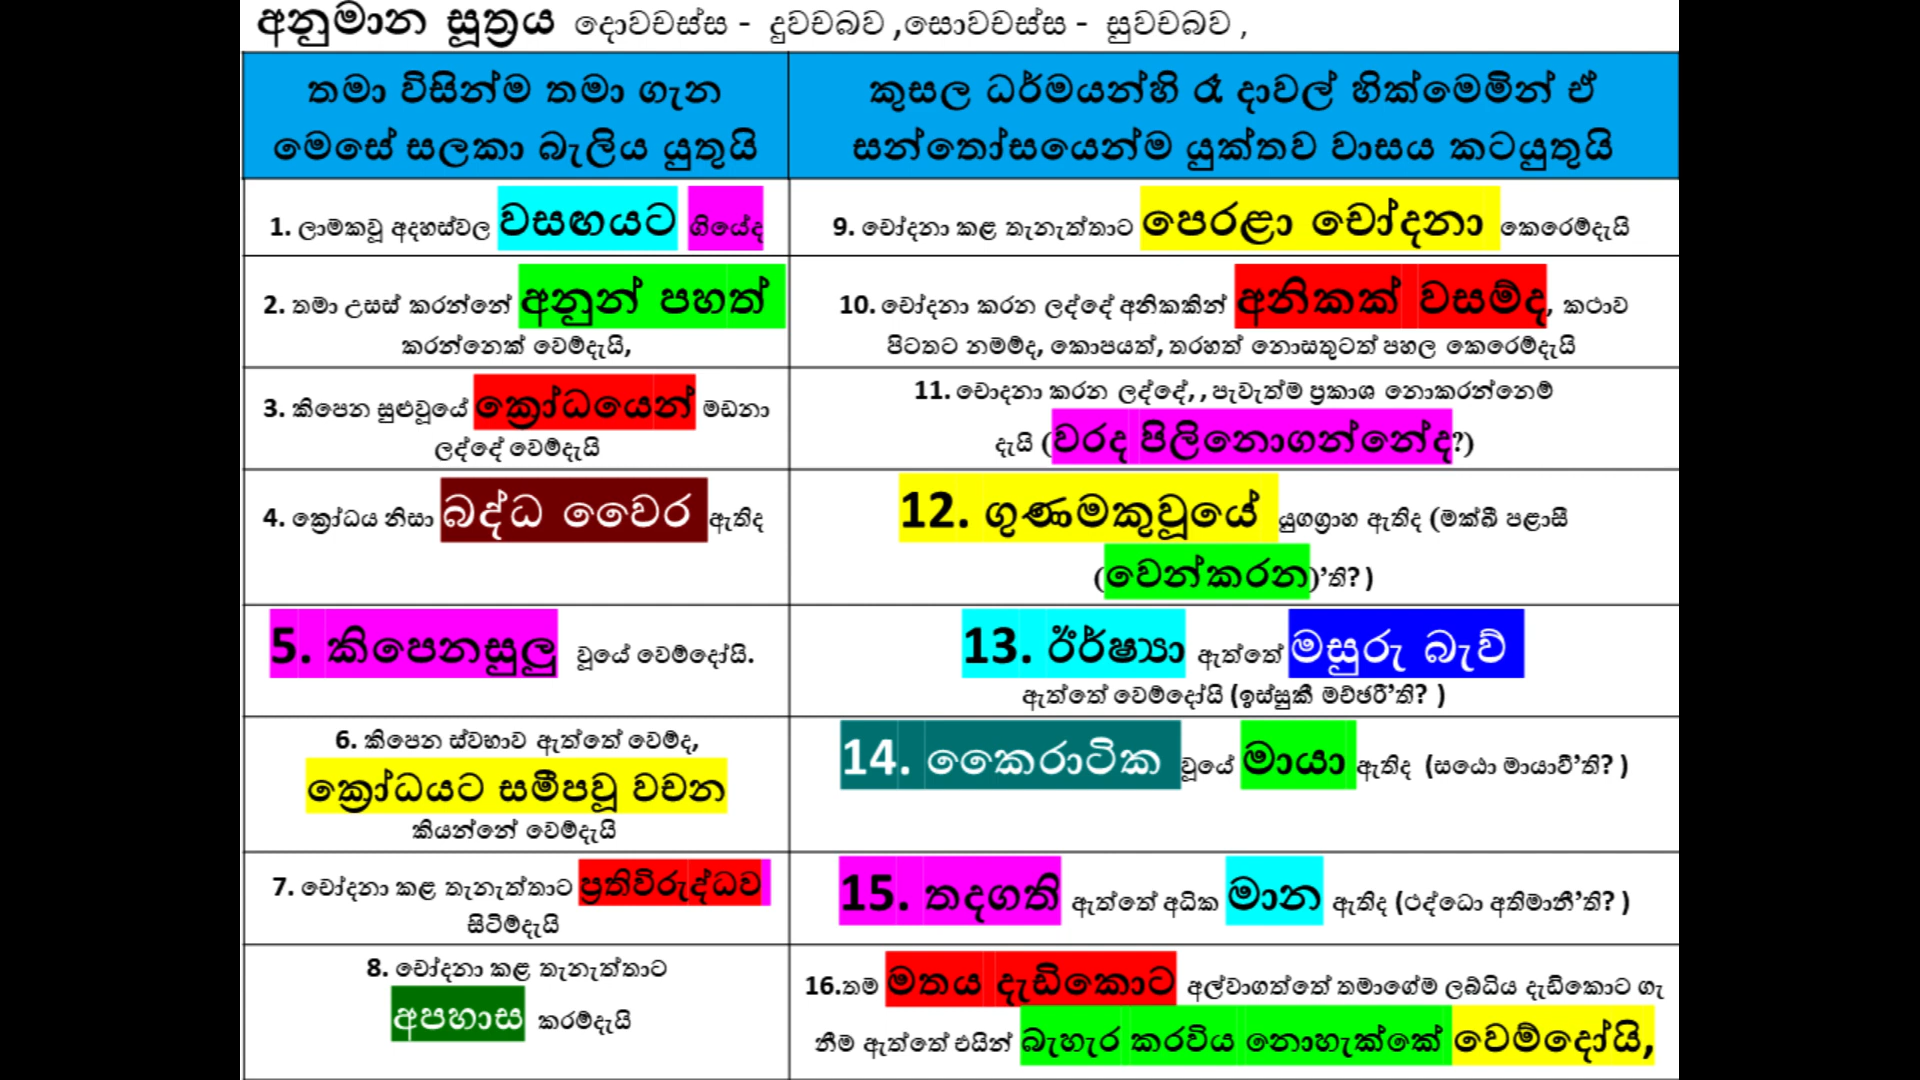 අනුමාන සූත්‍රය දොවචස්ස - දුවචබව ,සොවචස්ස - සුවචබව ,
තමා විසින්ම තමා ගැන
මෙසේ සලකා බැලිය යුතුයි
කුසල ධර්මයන්හි රෑ දාවල් හික්මෙමින් ඒ
සන්තෝසයෙන්ම යුක්තව වාසය කටයුතුයි
1. ලාමකවූ අදහස්වල වසඟයට ගියේද
9. චෝදනා කළ තැනැත්තාට පෙරළා චෝදනා කෙරෙම්දැයි
2. තමා උසස් කරන්නේ අනුන් පහත්
කරන්නෙක් වෙම්දැයි,
10. චෝදනා කරන ලද්දේ අනිකකින් අනිකක් වසම්ද, කථාව
පිටතට නමම්ද, කොපයත්, තරහත් නොසතුටත් පහල කෙරෙම්දැයි
3. කිපෙන සුළුවූයේ ක්‍රෝධයෙන් මඩනා
ලද්දේ වෙම්දැයි
11. චොදනා කරන ලද්දේ, , පැවැත්ම ප්‍රකාශ නොකරන්නෙම්
දැයි (වරද පිලිනොගන්නේද?)
4. ක්‍රෝධය නිසා බද්ධ වෛර ඇතිද
12. ගුණමකුවූයේ යුගග්‍රාහ ඇතිද (මක්ඛී පළාසී
(වෙන්කරන)’ති? )
5. කිපෙනසුලු වූයේ වෙම්දෝයි.
13. ඊර්ෂ්‍යා ඇත්තේ මසුරු බැව්
ඇත්තේ වෙම්දෝයි (ඉස්සුකී මච්ඡරී’ති? )
6. කිපෙන ස්වභාව ඇත්තේ වෙම්ද,
ක්‍රෝධයට සමීපවූ වචන
කියන්නේ වෙම්දැයි
14. කෛරාටික වූයේ මායා ඇතිද (සඨො මායාවී’ති? )
7. චෝදනා කළ තැනැත්තාට ප්‍රතිවිරුද්ධව
සිටිම්දැයි
15. තදගති ඇත්තේ අධික මාන ඇතිද (ථද්ධො අතිමානී’ති? )
8. චෝදනා කළ තැනැත්තාට
අපහාස කරම්දැයි
16.තම මතය දැඩිකොට අල්වාගත්තේ තමාගේම ලබ්ධිය දැඩිකොට ගැ
නීම ඇත්තේ එයින් බැහැර කරවිය නොහැක්කේ වෙම්දෝයි,